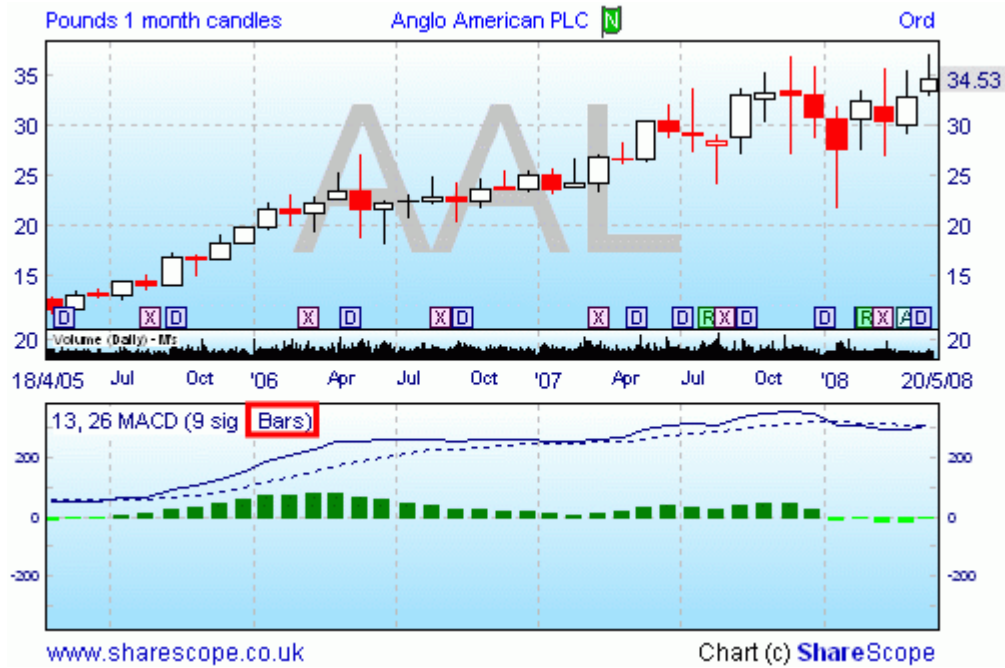 Pounds 1 month candles Anglo American PLC N Ord
AAL
35
30
25
20
15
34.53
30
25
20
15
D X D X D X D X D D R X D D R X A D
20 Volume (Daily) - M's 20
18/4/05 Jul Oct '06 Apr Jul Oct '07 Apr Jul Oct '08 20/5/08
13, 26 MACD (9 sig Bars)
200 200
0 0
-200 -200
www.sharescope.co.uk Chart (c) ShareScope